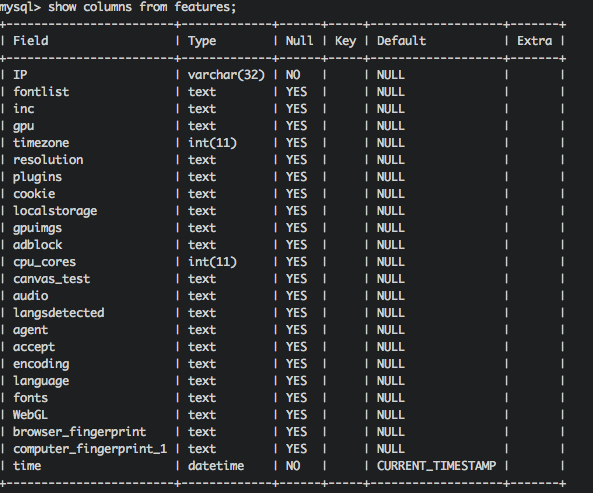 mysql> show columns from features;
+------------------------+-------------+------+-----+-------------------+-------+
| Field | Type | Null | Key | Default | Extra |
+------------------------+-------------+------+-----+-------------------+-------+
| IP | varchar(32) | NO | | NULL | |
| fontlist | text | YES | | NULL | |
| inc | text | YES | | NULL | |
| gpu | text | YES | | NULL | |
| timezone | int(11) | YES | | NULL | |
| resolution | text | YES | | NULL | |
| plugins | text | YES | | NULL | |
| cookie | text | YES | | NULL | |
| localstorage | text | YES | | NULL | |
| gpuimgs | text | YES | | NULL | |
| adblock | text | YES | | NULL | |
| cpu_cores | int(11) | YES | | NULL | |
| canvas_test | text | YES | | NULL | |
| audio | text | YES | | NULL | |
| langsdetected | text | YES | | NULL | |
| agent | text | YES | | NULL | |
| accept | text | YES | | NULL | |
| encoding | text | YES | | NULL | |
| language | text | YES | | NULL | |
| fonts | text | YES | | NULL | |
| WebGL | text | YES | | NULL | |
| browser_fingerprint | text | YES | | NULL | |
| computer_fingerprint_1 | text | YES | | NULL | |
| time | datetime | NO | | CURRENT_TIMESTAMP | |
+------------------------+-------------+------+-----+-------------------+-------+